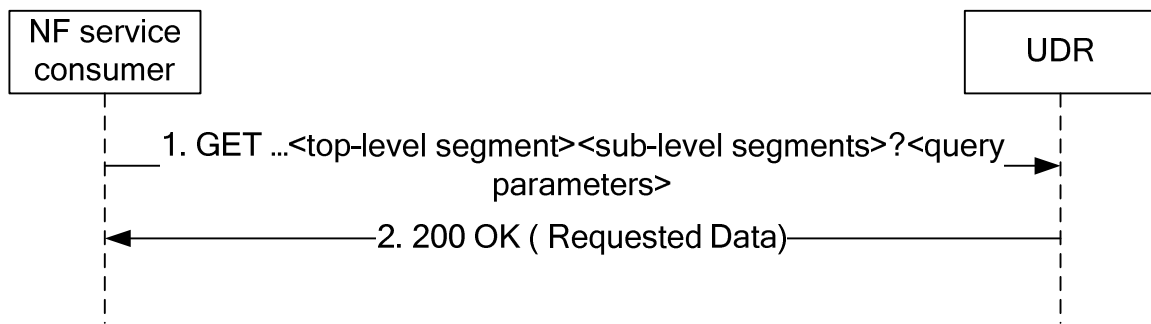 NF service
consumer
UDR
1. GET ...<top-level segment><sub-level segments>?<query
parameters>
2. 200 OK ( Requested Data)